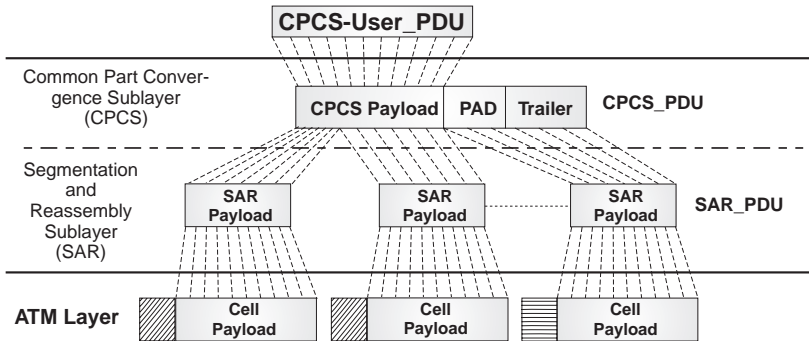 CPCS-User_PDU
Common Part Conver-
gence Sublayer
(CPCS)
CPCS Payload
PAD
Trailer
CPCS_PDU
Segmentation
and
Reassembly
Sublayer
(SAR)
SAR
Payload
SAR
Payload
SAR
Payload
SAR_PDU
ATM Layer
Cell
Payload
Cell
Payload
Cell
Payload